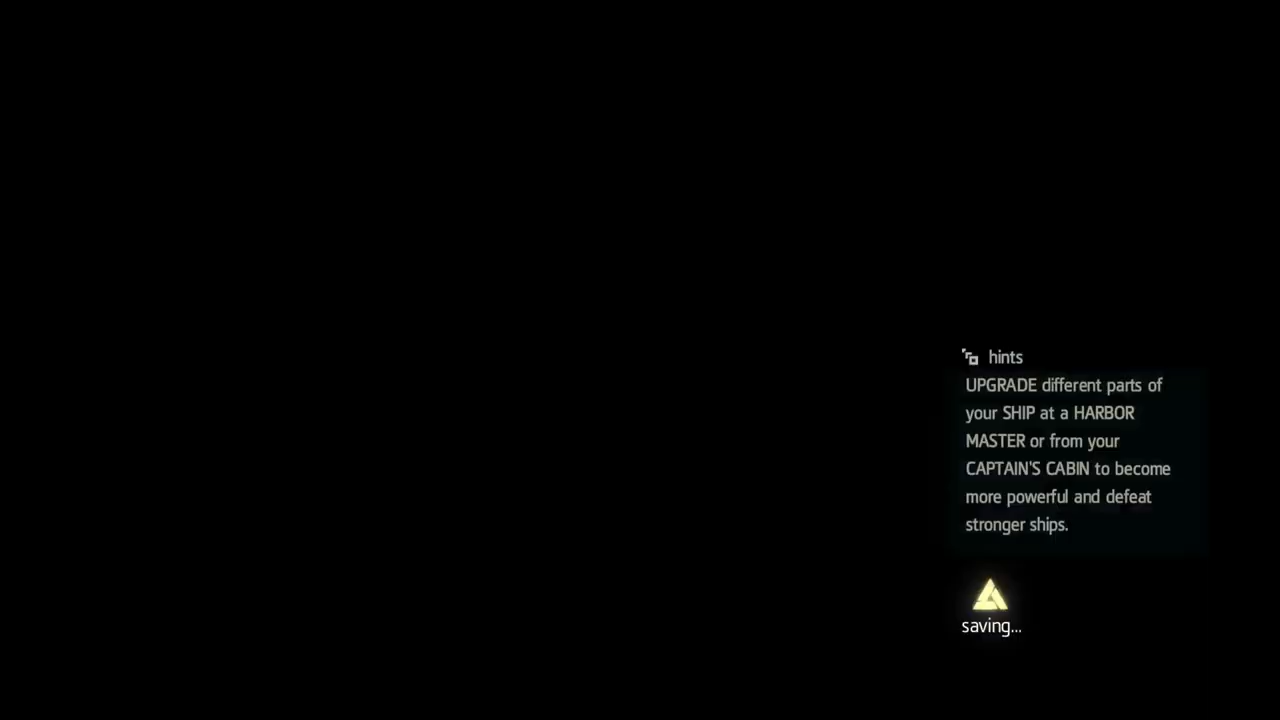 hints
UPGRADE different parts of
your SHIP at a HARBOR
MASTER or from your
CAPTAIN'S CABIN to become
more powerful and defeat
stronger ships.
saving...